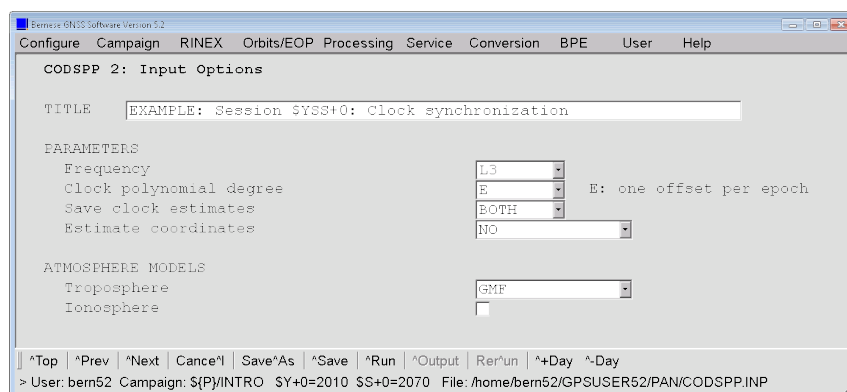 Bernese GNSS Software Version 5.2
Configure Campaign RINEX Orbits/EOP Processing Service Conversion BPE User Help
CODSPP 2: Input Options
TITLE EXAMPLE: Session $YSS+0: Clock synchronization
PARAMETERS
Frequency L3
Clock polynomial degree E E: one offset per epoch
Save clock estimates BOTH
Estimate coordinates NO
ATMOSPHERE MODELS
Troposphere GMF
Ionosphere
^Top ^Prev ^Next Cance^l Save^As ^Save ^Run ^Output Rer^un ^+Day ^-Day
> User: bern52 Campaign: ${P}/INTRO $Y+0=2010 $S+0=2070 File: /home/bern52/GPSUSER52/PAN/CODSPP.INP